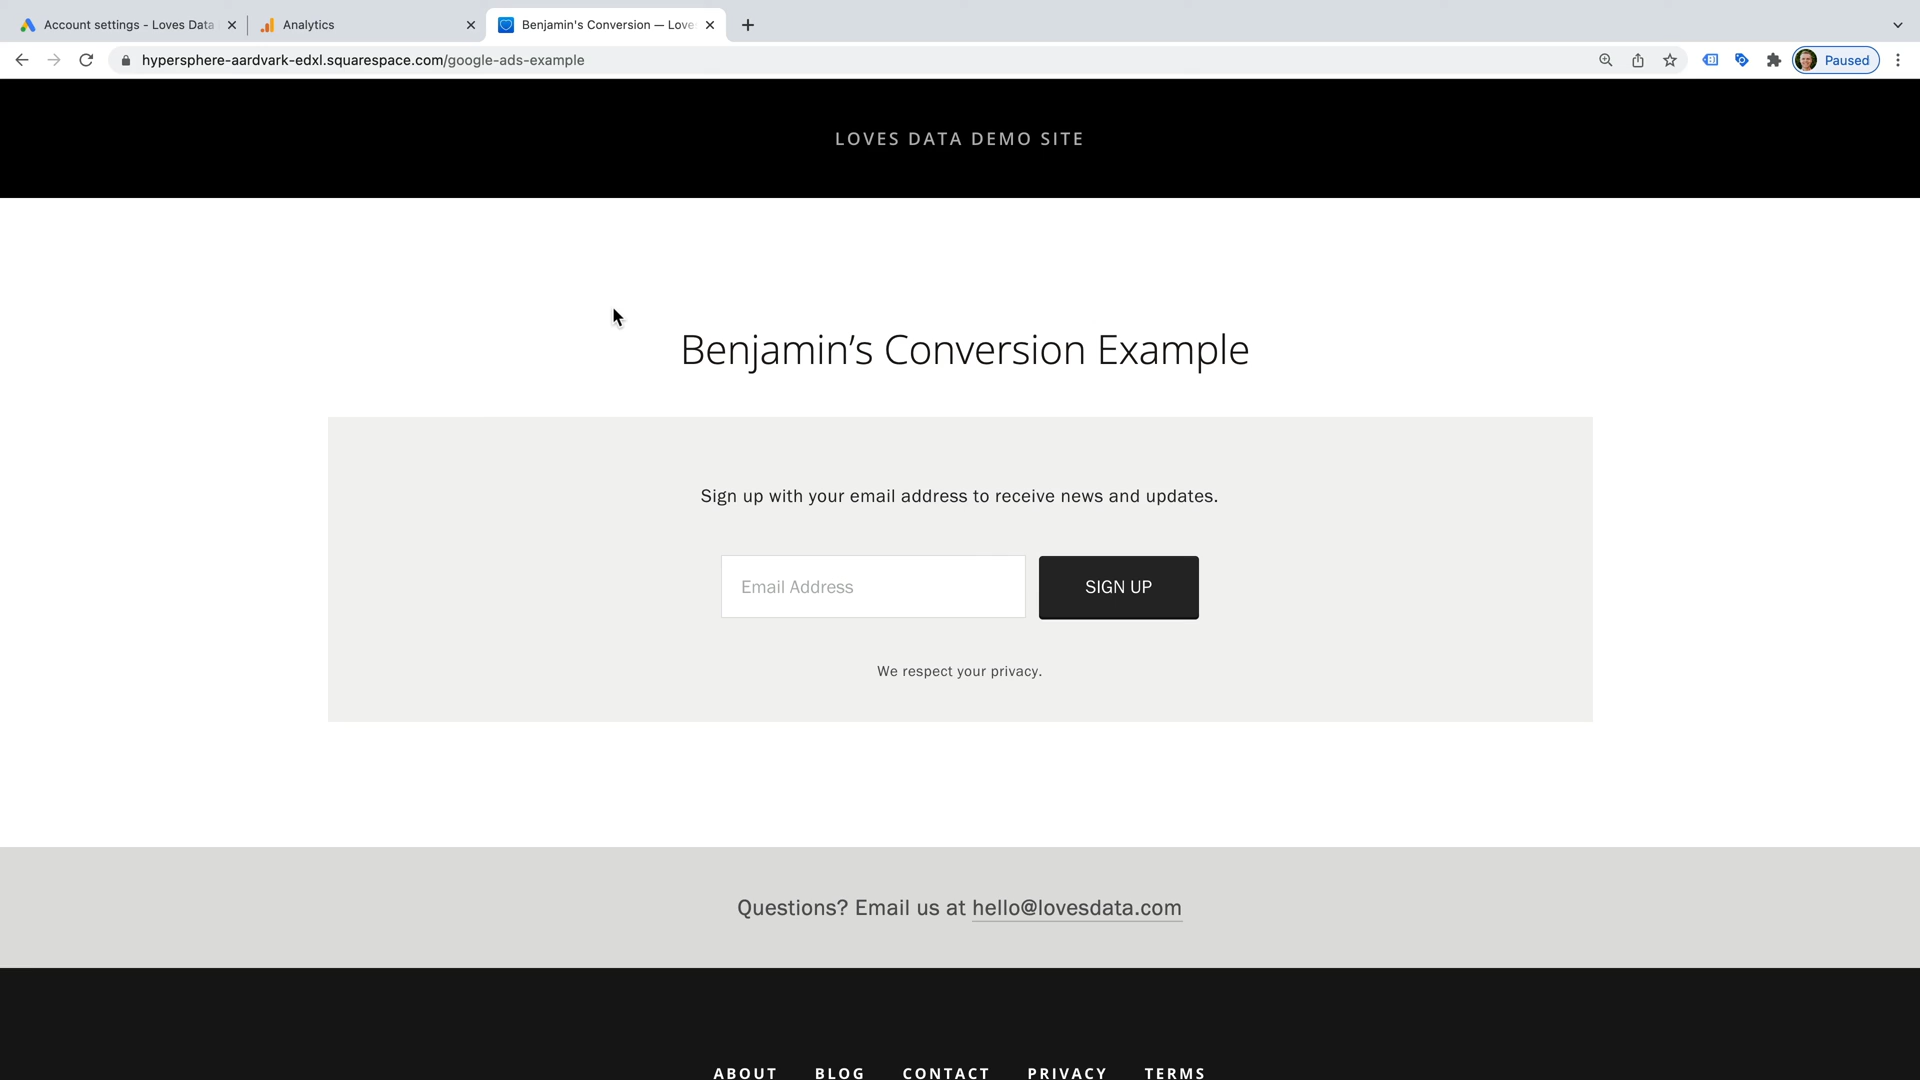 Account settings - Loves Data
Analytics
Benjamin's Conversion — Love
hypersphere-aardvark-edxl.squarespace.com/google-ads-example
Paused
LOVES DATA DEMO SITE
Benjamin’s Conversion Example
Sign up with your email address to receive news and updates.
Email Address
SIGN UP
We respect your privacy.
Questions? Email us at hello@lovesdata.com
ABOUT BLOG CONTACT PRIVACY TERMS